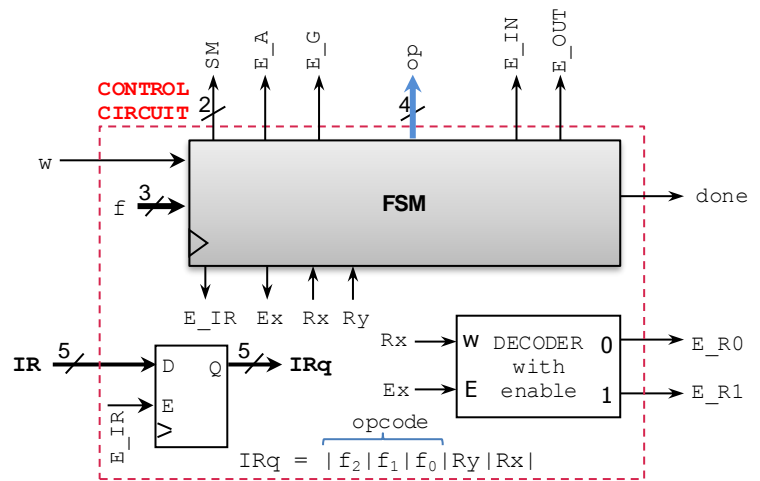 SM
E_A
E_G
op
E_IN
E_OUT
CONTROL
CIRCUIT
2
4
w
3
f
FSM
done
E_IR
Ex
Rx
Ry
IR
5
D
Q
5
IRq
E
E_IR
Rx
w
DECODER
with
enable
0
E_R0
Ex
E
1
E_R1
opcode
IRq = |f₂|f₁|f₀|Ry|Rx|